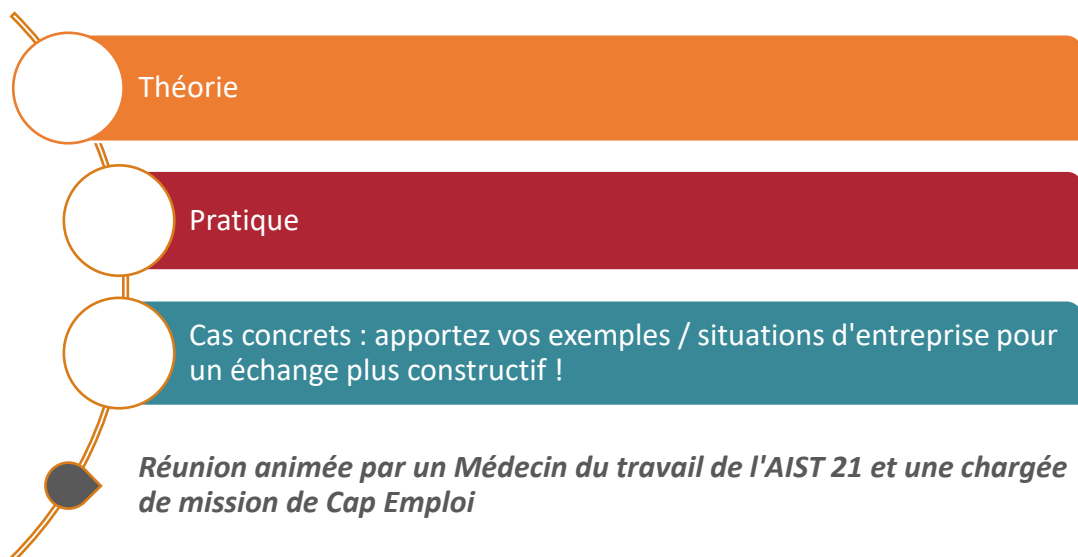 Théorie
Pratique
Cas concrets : apportez vos exemples / situations d'entreprise pour
un échange plus constructif !
Réunion animée par un Médecin du travail de l'AIST 21 et une chargée
de mission de Cap Emploi